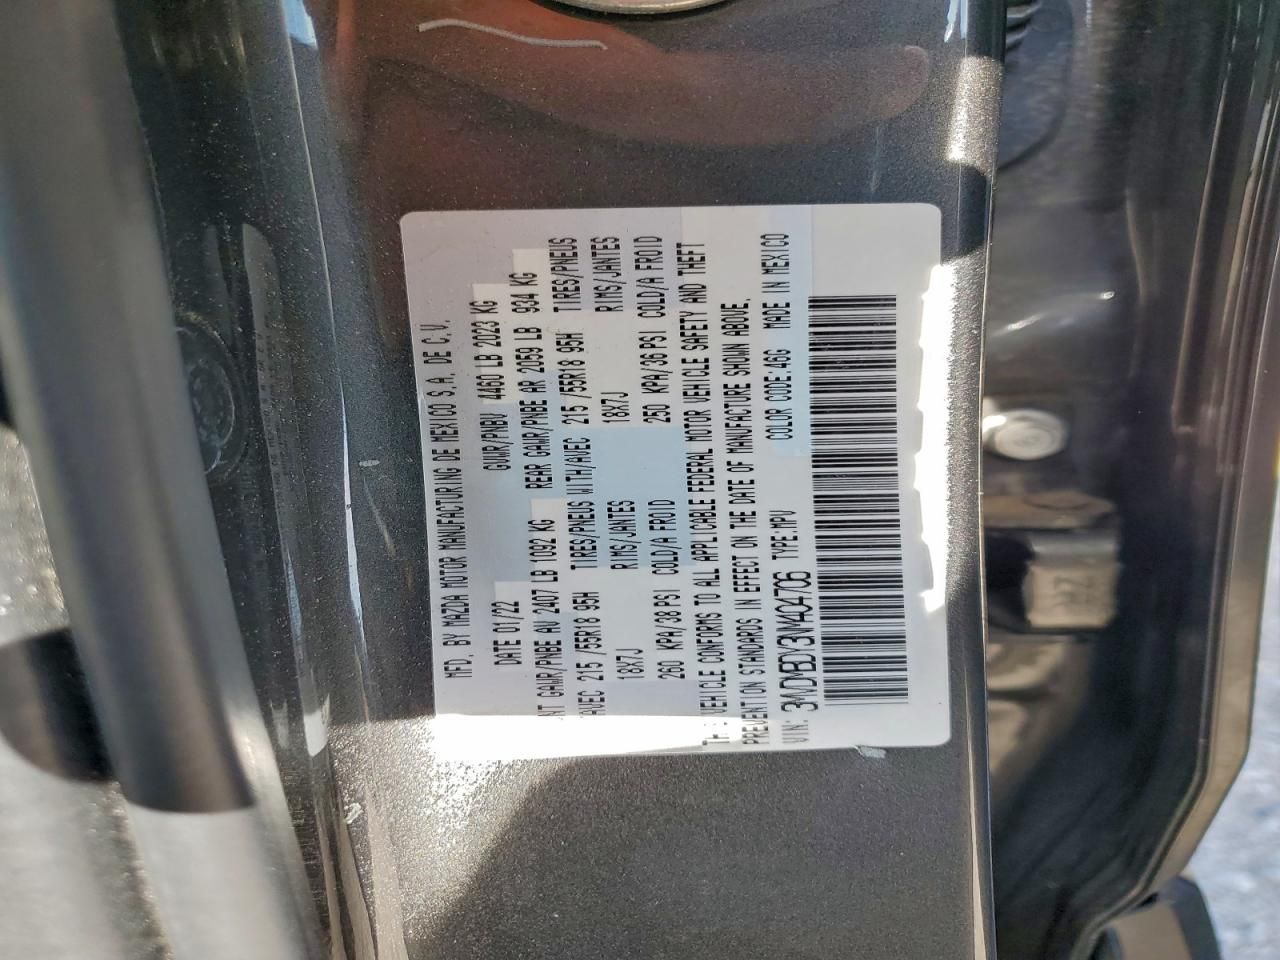 MFD. BY MAZDA MOTOR MANUFACTURING DE MEXICO S.A. DE C.V.
DATE 01/22 GVWR/PNBV 4460 LB 2023 KG
NT GAWR/PNBE AV 2407 LB 1092 KG REAR GAWR/PNBE AR 2059 LB 934 KG
AVEC 215 /55R18 95H TIRES/PNEUS WITH/AVEC 215 /55R18 95H TIRES/PNEUS
18X7J RIMS/JANTES 18X7J RIMS/JANTES
260 KPA/38 PSI COLD/A FROID 250 KPA/36 PSI COLD/A FROID
VEHICLE CONFORMS TO ALL APPLICABLE FEDERAL MOTOR VEHICLE SAFETY AND THEFT
PREVENTION STANDARDS IN EFFECT ON THE DATE OF MANUFACTURE SHOWN ABOVE.
VIN: 3MVDMBDY3NM404706 TYPE:MPV COLOR CODE:46G MADE IN MEXICO